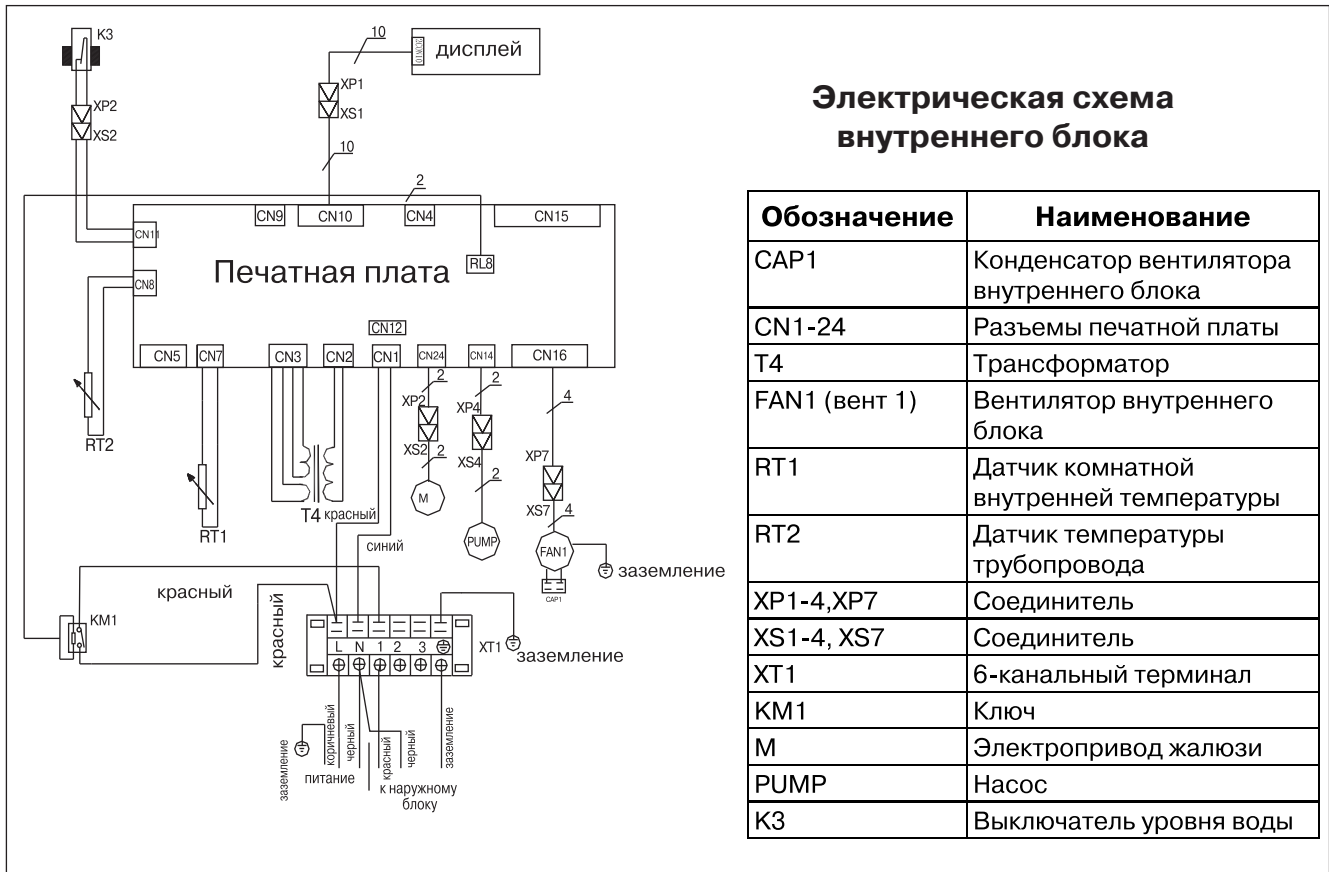 K3
10
дисплей
XP1
XS1
XP2
XS2
10
2
CN9
CN10
CN4
CN15
CN11
RL8
Печатная плата
CN8
CN12
CN5
CN7
CN3
CN2
CN1
CN24
CN14
CN16
2
2
4
XP2
XP4
XS2
XS4
XP7
2
2
XS7
4
RT2
RT1
T4
красный
M
PUMP
FAN1
синий
заземление
CAP1
красный
KM1
красный
L
N
1
2
3
XT1
заземление
заземление
коричневый
черный
красный
черный
заземление
питание
к наружному
блоку
Электрическая схема
внутреннего блока
Обозначение Наименование
CAP1 Конденсатор вентилятора
внутреннего блока
CN1-24 Разъемы печатной платы
T4 Трансформатор
FAN1 (вент 1) Вентилятор внутреннего
блока
RT1 Датчик комнатной
внутренней температуры
RT2 Датчик температуры
трубопровода
XP1-4,XP7 Соединитель
XS1-4, XS7 Соединитель
XT1 6-канальный терминал
KM1 Ключ
M Электропривод жалюзи
PUMP Насос
K3 Выключатель уровня воды